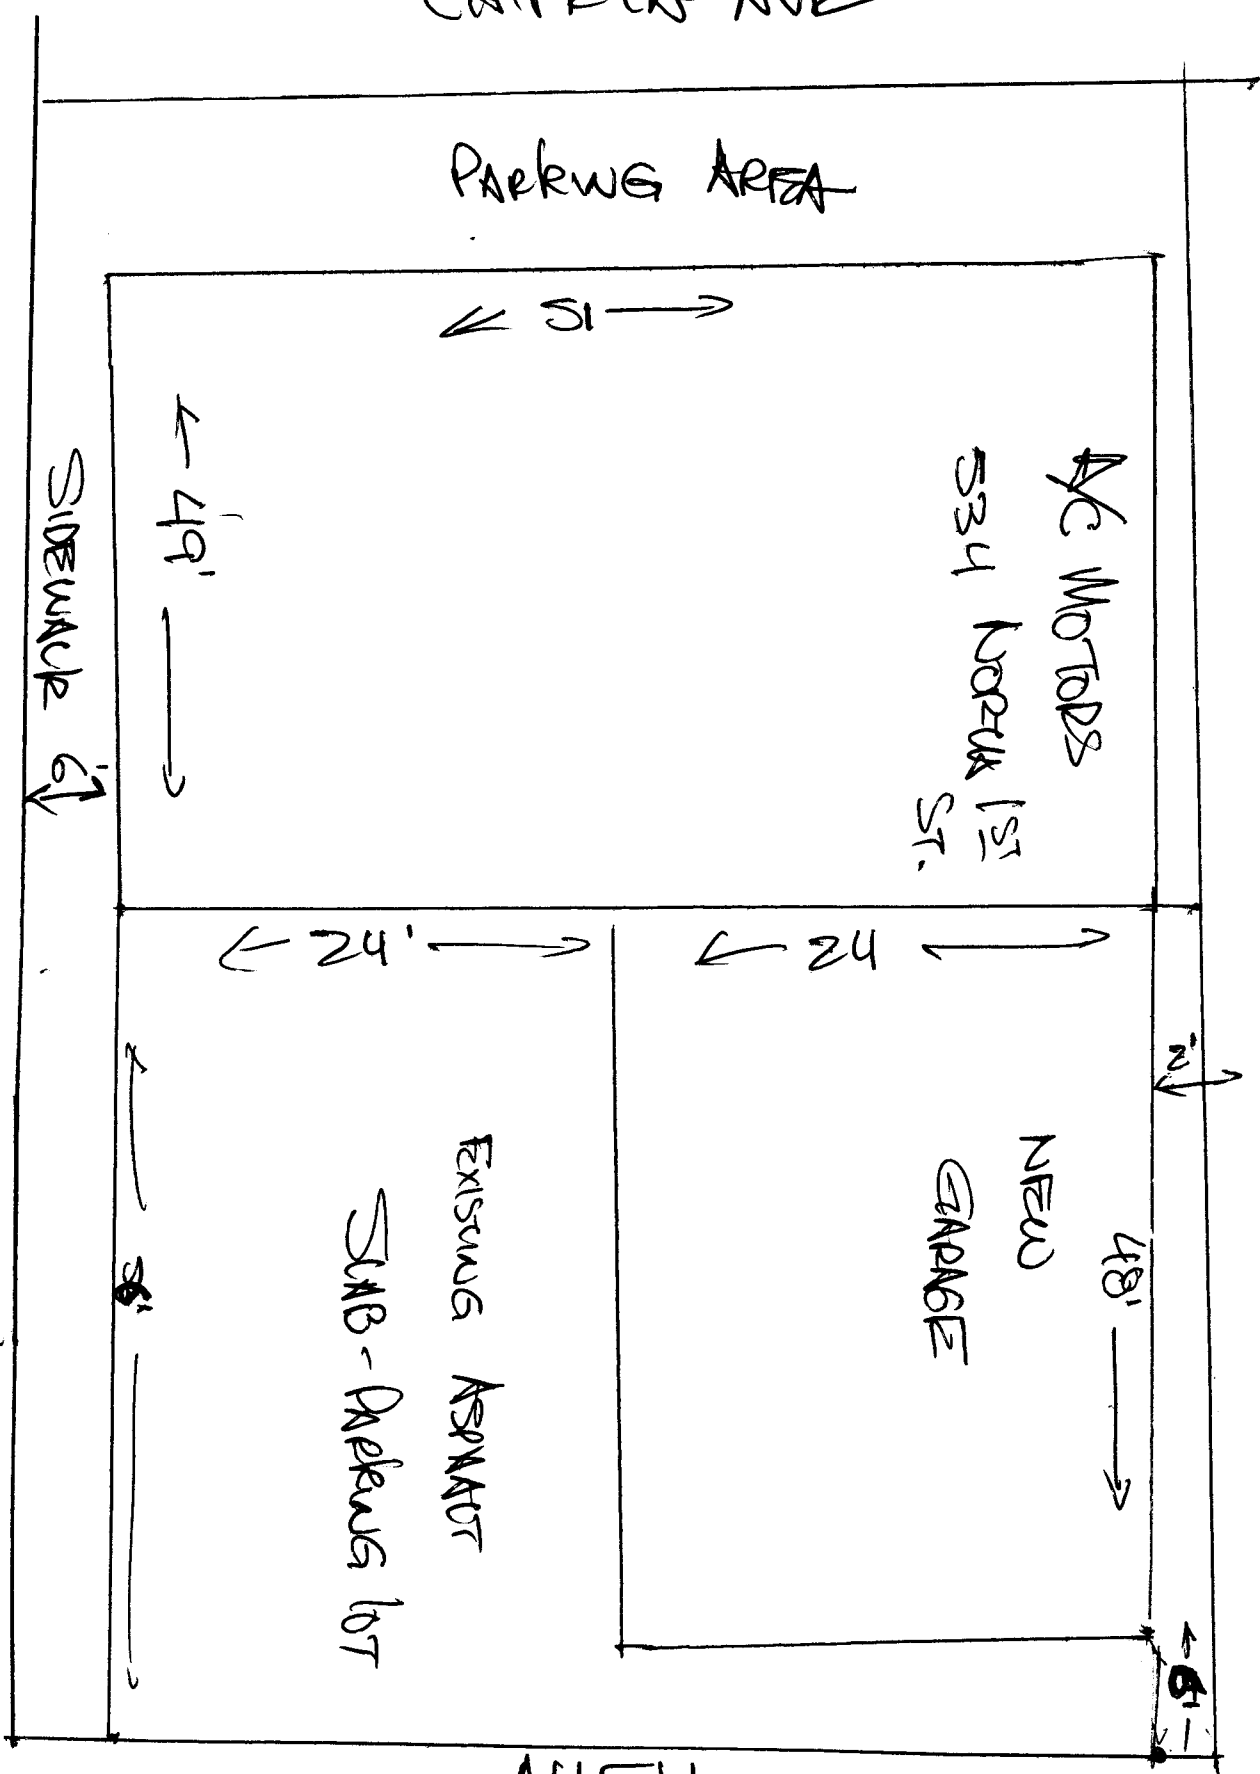 PARKING AREA
51
49'
SIDEWALK 6'
A/C MOTORS
534 NORTH 1ST
ST.
24'
24
2'
NEW
GARAGE
48'
EXISTING ASPHALT
SLAB - PARKING LOT